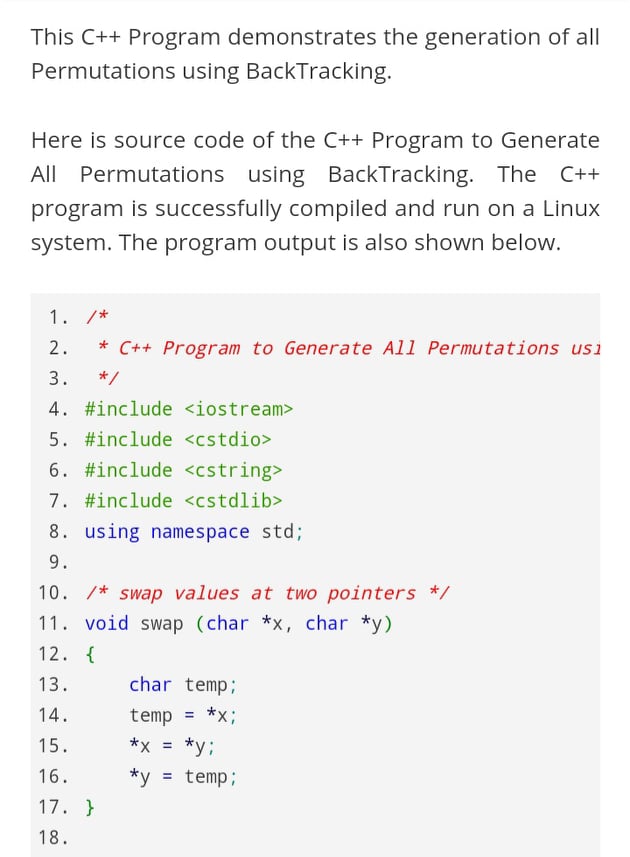 This C++ Program demonstrates the generation of all
Permutations using BackTracking.
Here is source code of the C++ Program to Generate
All Permutations using BackTracking. The C++
program is successfully compiled and run on a Linux
system. The program output is also shown below.
1. /*
2. * C++ Program to Generate All Permutations
3. */
4. #include <iostream>
5. #include <cstdio>
6. #include <cstring>
7. #include <cstdlib>
8. using namespace std;
9.
10. /* swap values at two pointers */
11. void swap (char *x, char *y)
12. {
13. char temp;
14. temp = *x;
15. *x = *y;
16. *y = temp;
17. }
18.